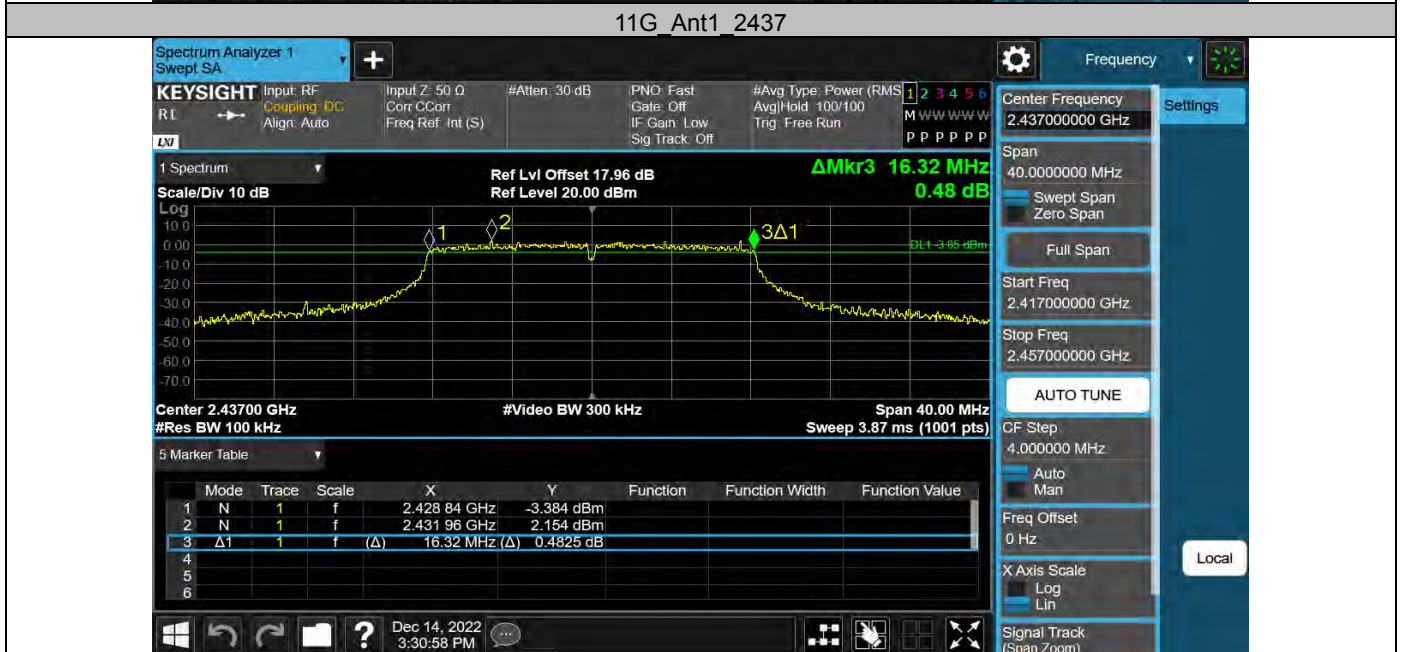 11G_Ant1_2437
Spectrum Analyzer 1
Swept SA
+
Frequency
KEYSIGHT
RL
LXI
Input: RF
Coupling: DC
Align: Auto
Input Z: 50 Ω
Corr CCorr
Freq Ref: Int (S)
#Atten: 30 dB
PNO: Fast
Gate: Off
IF Gain: Low
Sig Track: Off
#Avg Type: Power (RMS
Avg|Hold: 100/100
Trig: Free Run
1 2 3 4 5 6
M W W W W W
P P P P P P
Center Frequency
2.437000000 GHz
Settings
1 Spectrum
Scale/Div 10 dB
Ref Lvl Offset 17.96 dB
Ref Level 20.00 dBm
ΔMkr3 16.32 MHz
0.48 dB
Span
40.0000000 MHz
Swept Span
Zero Span
Full Span
Start Freq
2.417000000 GHz
Stop Freq
2.457000000 GHz
AUTO TUNE
Log
10.0
0.00
-10.0
-20.0
-30.0
-40.0
-50.0
-60.0
-70.0
1
2
3Δ1
DL1 -3.85 dBm
Center 2.43700 GHz
#Video BW 300 kHz
Span 40.00 MHz
#Res BW 100 kHz
Sweep 3.87 ms (1001 pts)
CF Step
4.000000 MHz
Auto
Man
5 Marker Table
Mode Trace Scale X Y Function Function Width Function Value
1 N 1 f 2.428 84 GHz -3.384 dBm
2 N 1 f 2.431 96 GHz 2.154 dBm
3 Δ1 1 f (Δ) 16.32 MHz (Δ) 0.4825 dB
4
5
6
Freq Offset
0 Hz
X Axis Scale
Log
Lin
Local
Signal Track
(Span Zoom)
?
Dec 14, 2022
3:30:58 PM